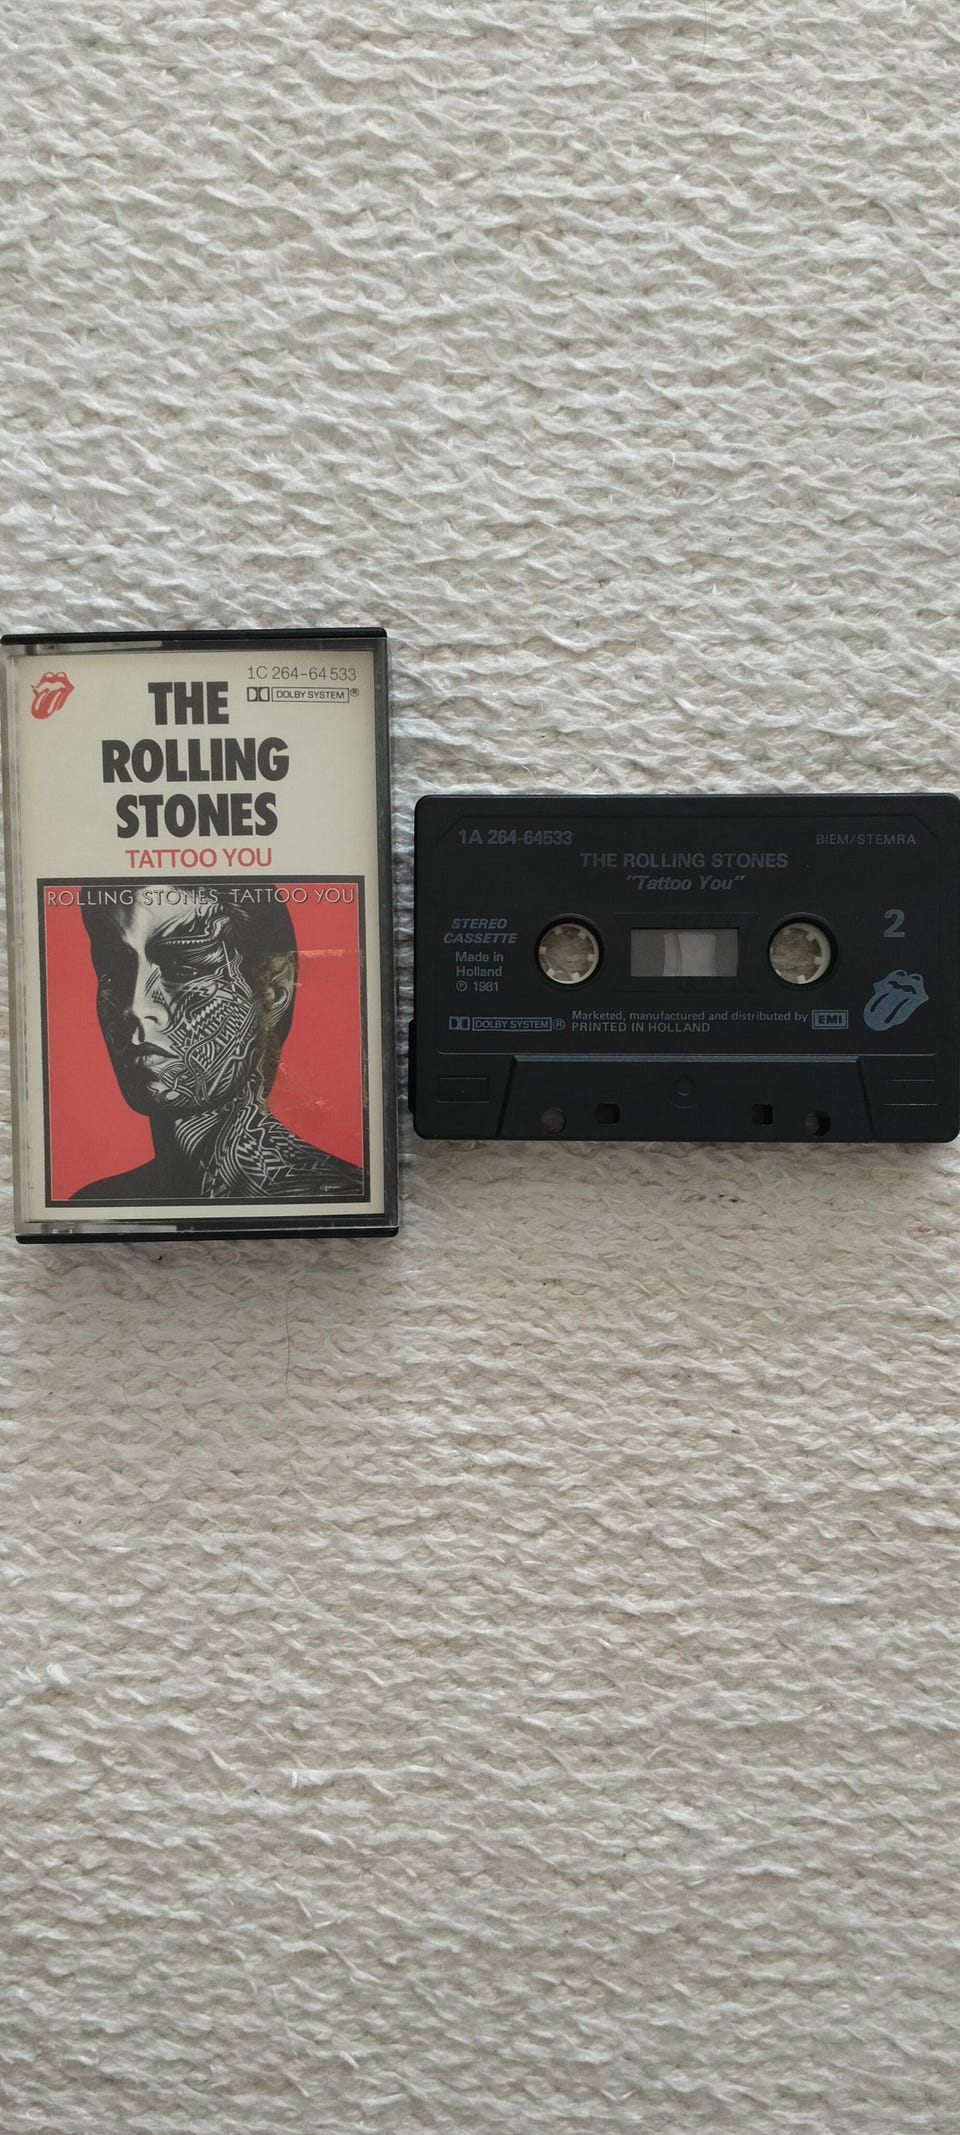 1C 264-64 533
DOLBY SYSTEM®
THE
ROLLING
STONES
TATTOO YOU
ROLLING STONES TATTOO YOU
1A 264-64533
BIEM/STEMRA
THE ROLLING STONES
"Tattoo You"
STEREO
CASSETTE
Made in
Holland
℗ 1981
2
DOLBY SYSTEM®
Marketed, manufactured and distributed by EMI
PRINTED IN HOLLAND